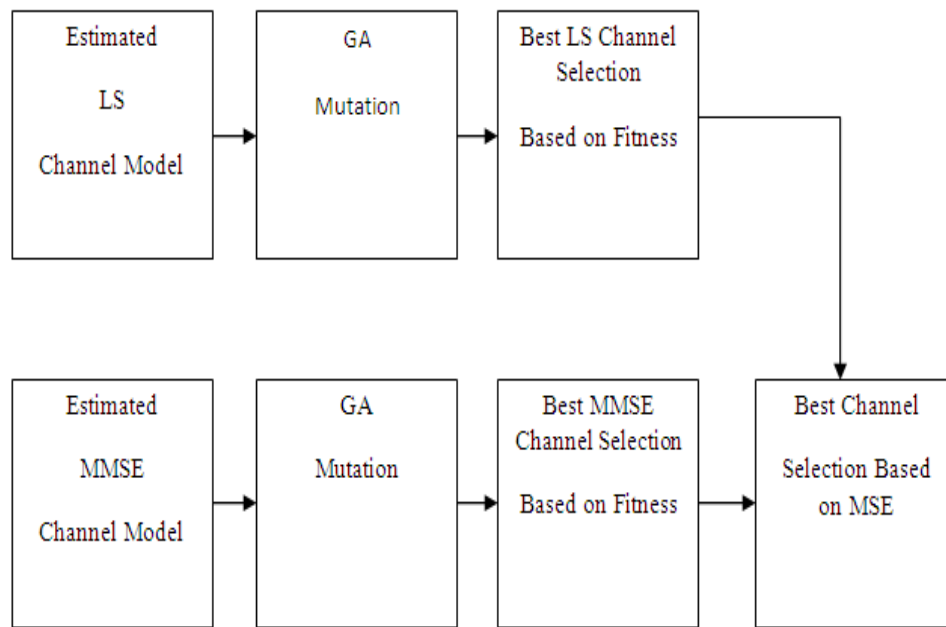 Estimated
LS
Channel Model
GA
Mutation
Best LS Channel
Selection
Based on Fitness
Estimated
MMSE
Channel Model
GA
Mutation
Best MMSE
Channel Selection
Based on Fitness
Best Channel
Selection Based
on MSE